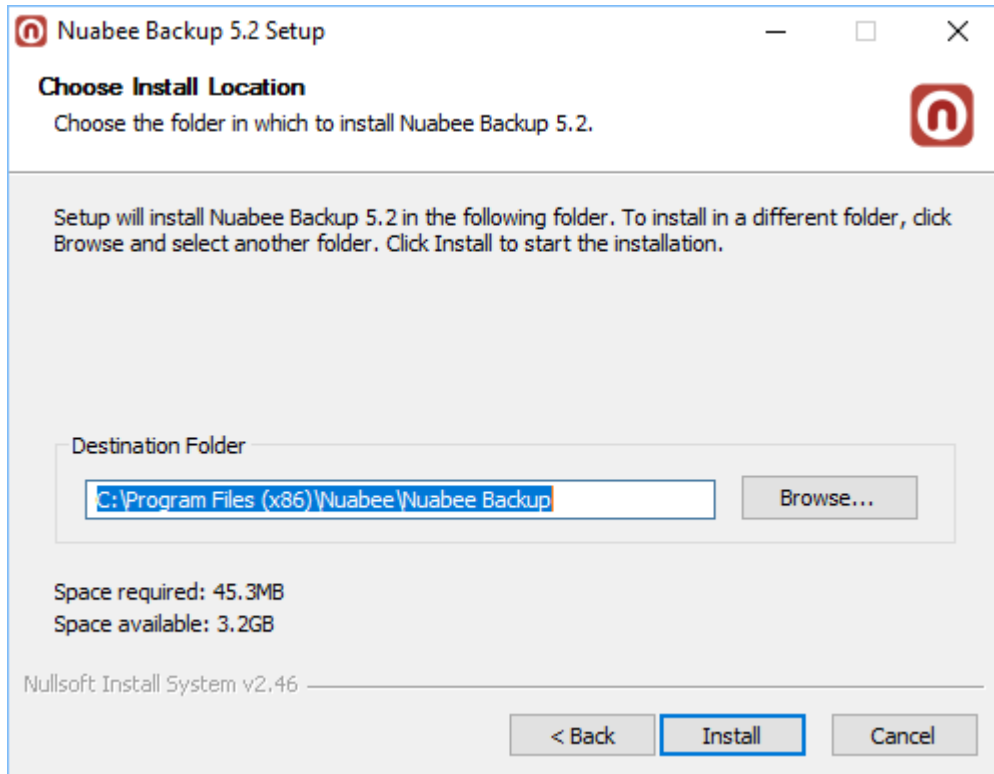 Nuabee Backup 5.2 Setup
Choose Install Location
Choose the folder in which to install Nuabee Backup 5.2.
Setup will install Nuabee Backup 5.2 in the following folder. To install in a different folder, click
Browse and select another folder. Click Install to start the installation.
Destination Folder
C:\Program Files (x86)\Nuabee\Nuabee Backup
Browse...
Space required: 45.3MB
Space available: 3.2GB
Nullsoft Install System v2.46
< Back
Install
Cancel